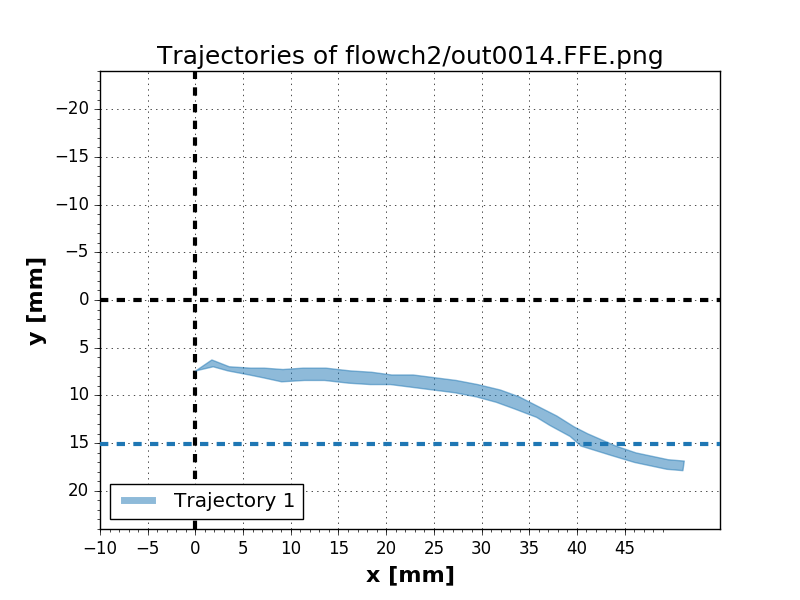 Trajectories of flowch2/out0014.FFE.png
−20
−15
−10
−5
0
5
10
15
20
y [mm]
Trajectory 1
−10 −5 0 5 10 15 20 25 30 35 40 45
x [mm]